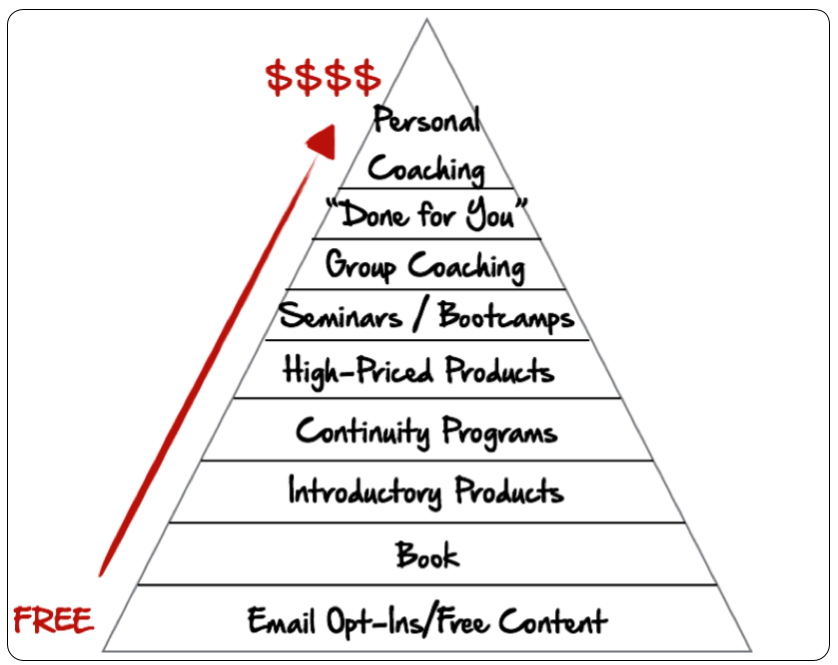 $$$$
Personal
Coaching
“Done for You”
Group Coaching
Seminars / Bootcamps
High-Priced Products
Continuity Programs
Introductory Products
Book
FREE
Email Opt-Ins/Free Content